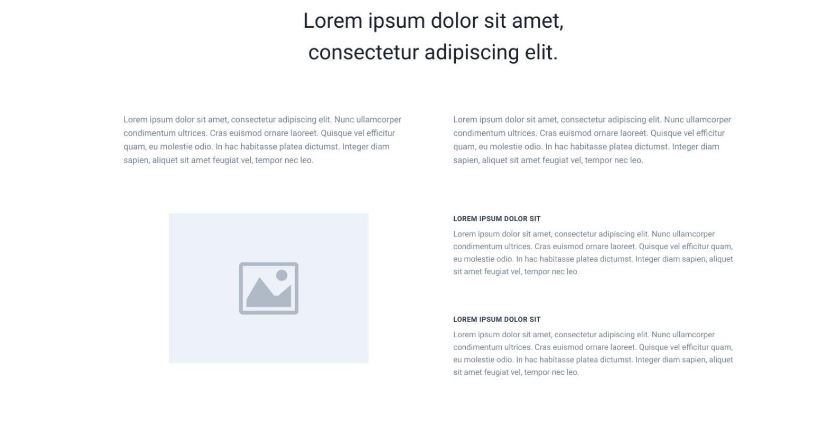 Lorem ipsum dolor sit amet,
consectetur adipiscing elit.
Lorem ipsum dolor sit amet, consectetur adipiscing elit. Nunc ullamcorper
condimentum ultrices. Cras euismod ornare laoreet. Quisque vel efficitur
quam, eu molestie odio. In hac habitasse platea dictumst. Integer diam
sapien, aliquet sit amet feugiat vel, tempor nec leo.
Lorem ipsum dolor sit amet, consectetur adipiscing elit. Nunc ullamcorper
condimentum ultrices. Cras euismod ornare laoreet. Quisque vel efficitur
quam, eu molestie odio. In hac habitasse platea dictumst. Integer diam
sapien, aliquet sit amet feugiat vel, tempor nec leo.
LOREM IPSUM DOLOR SIT
Lorem ipsum dolor sit amet, consectetur adipiscing elit. Nunc ullamcorper
condimentum ultrices. Cras euismod ornare laoreet. Quisque vel efficitur quam,
eu molestie odio. In hac habitasse platea dictumst. Integer diam sapien, aliquet
sit amet feugiat vel, tempor nec leo.
LOREM IPSUM DOLOR SIT
Lorem ipsum dolor sit amet, consectetur adipiscing elit. Nunc ullamcorper
condimentum ultrices. Cras euismod ornare laoreet. Quisque vel efficitur quam,
eu molestie odio. In hac habitasse platea dictumst. Integer diam sapien, aliquet
sit amet feugiat vel, tempor nec leo.